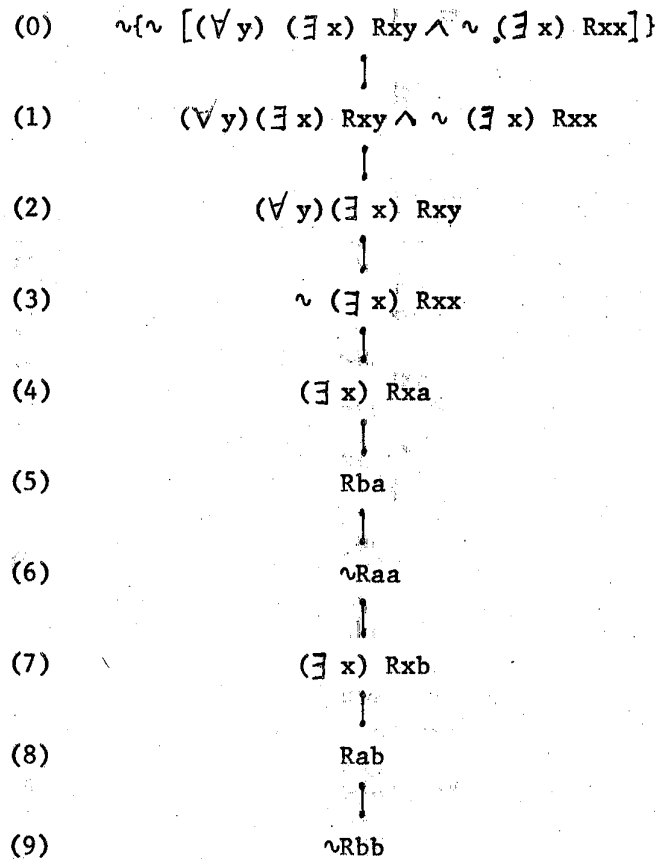 (0) ~{~ [(∀ y) (∃ x) Rxy ∧ ~ (∃ x) Rxx]}
(1) (∀ y)(∃ x) Rxy ∧ ~ (∃ x) Rxx
(2) (∀ y)(∃ x) Rxy
(3) ~ (∃ x) Rxx
(4) (∃ x) Rxa
(5) Rba
(6) ~Raa
(7) (∃ x) Rxb
(8) Rab
(9) ~Rbb